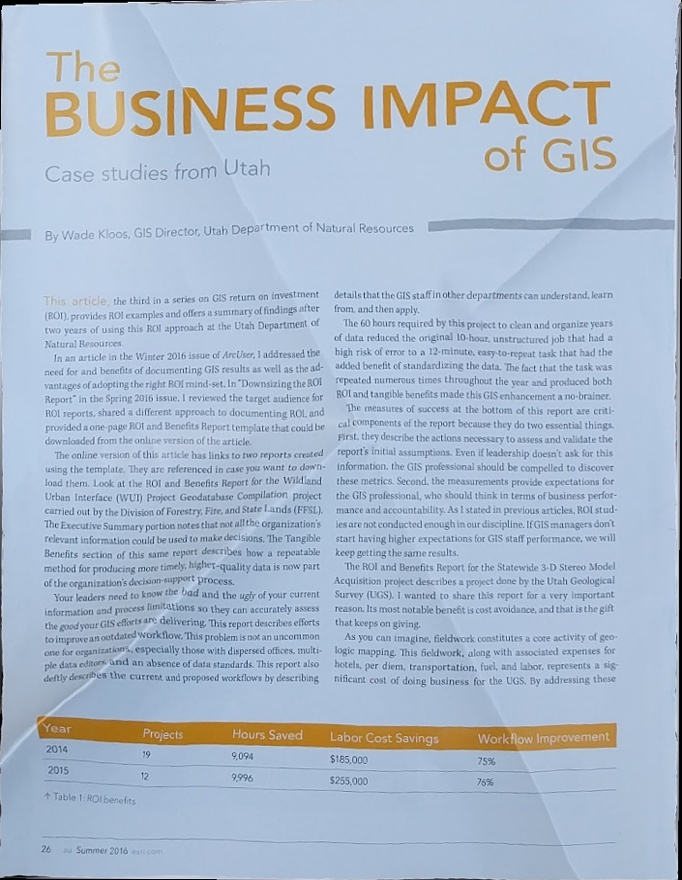 The
BUSINESS IMPACT
of GIS
Case studies from Utah
By Wade Kloos, GIS Director, Utah Department of Natural Resources
This article, the third in a series on GIS return on investment
(ROI), provides ROI examples and offers a summary of findings after
two years of using this ROI approach at the Utah Department of
Natural Resources.
In an article in the Winter 2016 issue of ArcUser, I addressed the
need for and benefits of documenting GIS results as well as the ad-
vantages of adopting the right ROI mind-set. In "Downsizing the ROI
Report" in the Spring 2016 issue, I reviewed the target audience for
ROI reports, shared a different approach to documenting ROI, and
provided a one-page ROI and Benefits Report template that could be
downloaded from the online version of the article.
The online version of this article has links to two reports created
using the template. They are referenced in case you want to down-
load them. Look at the ROI and Benefits Report for the Wildland
Urban Interface (WUI) Project Geodatabase Compilation project
carried out by the Division of Forestry, Fire, and State Lands (FFSL).
The Executive Summary portion notes that not all the organization's
relevant information could be used to make decisions. The Tangible
Benefits section of this same report describes how a repeatable
method for producing more timely, higher-quality data is now part
of the organization's decision-support process.
Your leaders need to know the bad and the ugly of your current
information and process limitations so they can accurately assess
the good your GIS efforts are delivering. This report describes efforts
to improve an outdated workflow. This problem is not an uncommon
one for organizations, especially those with dispersed offices, multi-
ple data editors, and an absence of data standards. This report also
deftly describes the current and proposed workflows by describing
details that the GIS staff in other departments can understand, learn
from, and then apply.
The 60 hours required by this project to clean and organize years
of data reduced the original 10-hour, unstructured job that had a
high risk of error to a 12-minute, easy-to-repeat task that had the
added benefit of standardizing the data. The fact that the task was
repeated numerous times throughout the year and produced both
ROI and tangible benefits made this GIS enhancement a no-brainer.
The measures of success at the bottom of this report are criti-
cal components of the report because they do two essential things.
First, they describe the actions necessary to assess and validate the
report's initial assumptions. Even if leadership doesn't ask for this
information, the GIS professional should be compelled to discover
these metrics. Second, the measurements provide expectations for
the GIS professional, who should think in terms of business perfor-
mance and accountability. As I stated in previous articles, ROI stud-
ies are not conducted enough in our discipline. If GIS managers don't
start having higher expectations for GIS staff performance, we will
keep getting the same results.
The ROI and Benefits Report for the Statewide 3-D Stereo Model
Acquisition project describes a project done by the Utah Geological
Survey (UGS). I wanted to share this report for a very important
reason. Its most notable benefit is cost avoidance, and that is the gift
that keeps on giving.
As you can imagine, fieldwork constitutes a core activity of geo-
logic mapping. This fieldwork, along with associated expenses for
hotels, per diem, transportation, fuel, and labor, represents a sig-
nificant cost of doing business for the UGS. By addressing these
Year Projects Hours Saved Labor Cost Savings Workflow Improvement
2014 19 9,094 $185,000 75%
2015 12 9,996 $255,000 76%
↑ Table 1: ROI benefits
26 au Summer 2016 esri.com